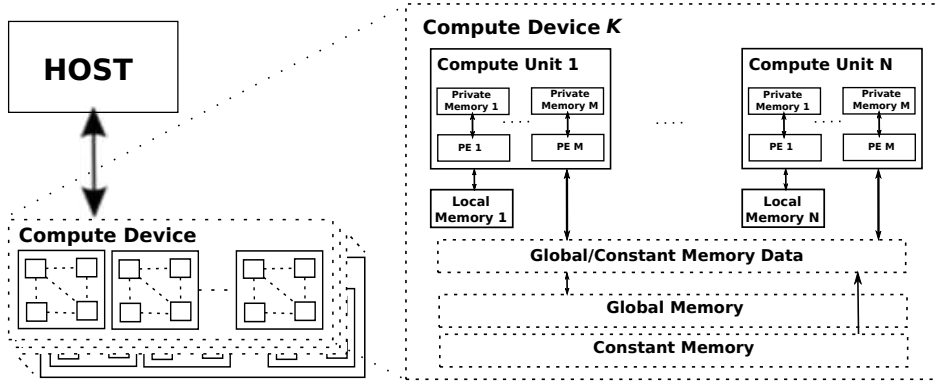 HOST
Compute Device
Compute Device K
Compute Unit 1
Private
Memory 1
Private
Memory M
PE 1
PE M
Local
Memory 1
Compute Unit N
Private
Memory 1
Private
Memory M
PE 1
PE M
Local
Memory N
Global/Constant Memory Data
Global Memory
Constant Memory